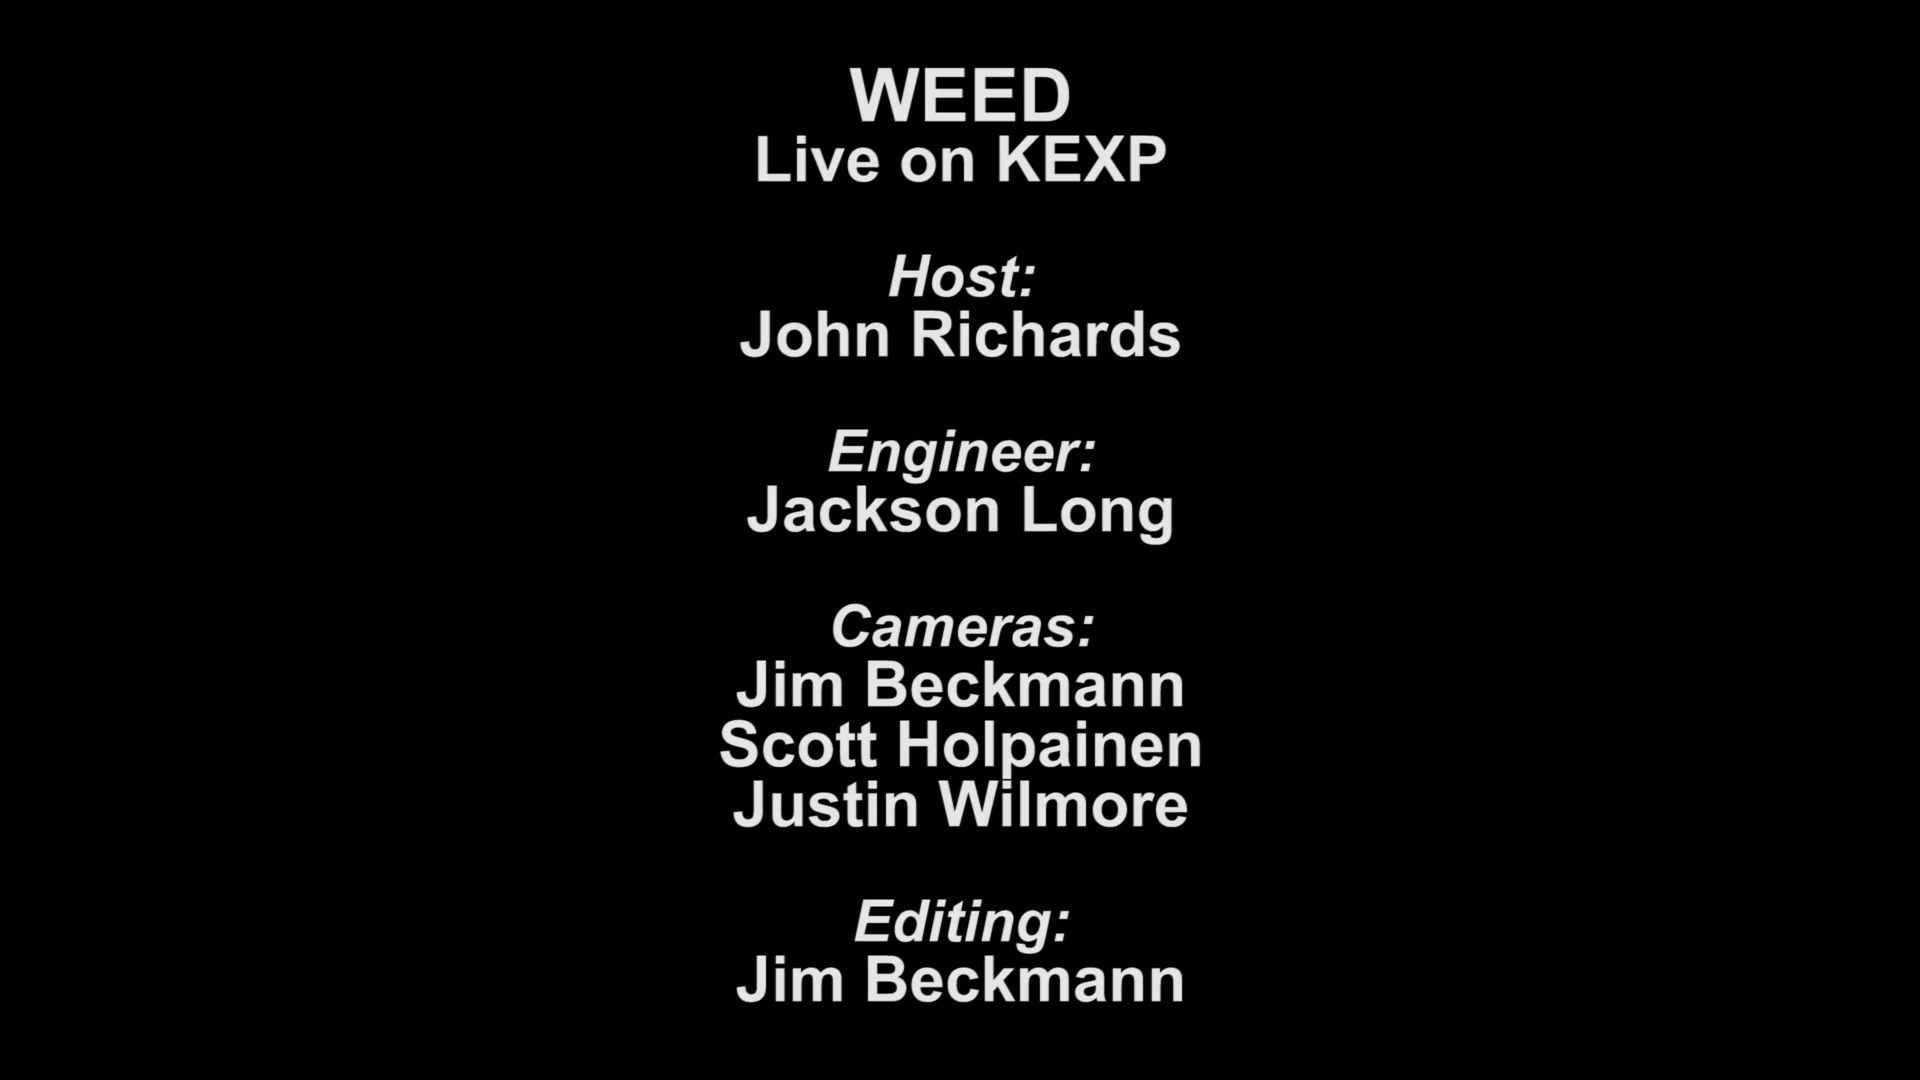 WEED
Live on KEXP
Host:
John Richards
Engineer:
Jackson Long
Cameras:
Jim Beckmann
Scott Holpainen
Justin Wilmore
Editing:
Jim Beckmann